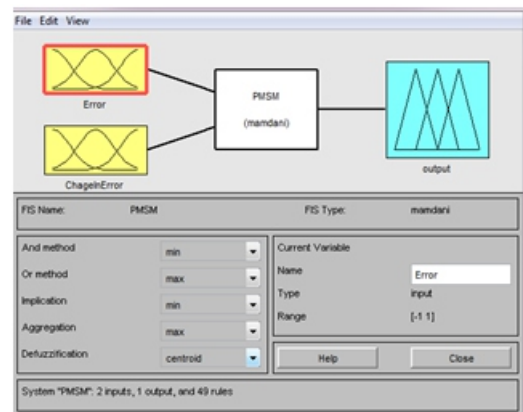 File Edit View
Error
ChageInError
PMSM
(mamdani)
output
FIS Name: PMSM FIS Type: mamdani
And method min
Or method max
Implication min
Aggregation max
Defuzzification centroid
Current Variable
Name Error
Type input
Range [-1 1]
Help Close
System "PMSM": 2 inputs, 1 output, and 49 rules